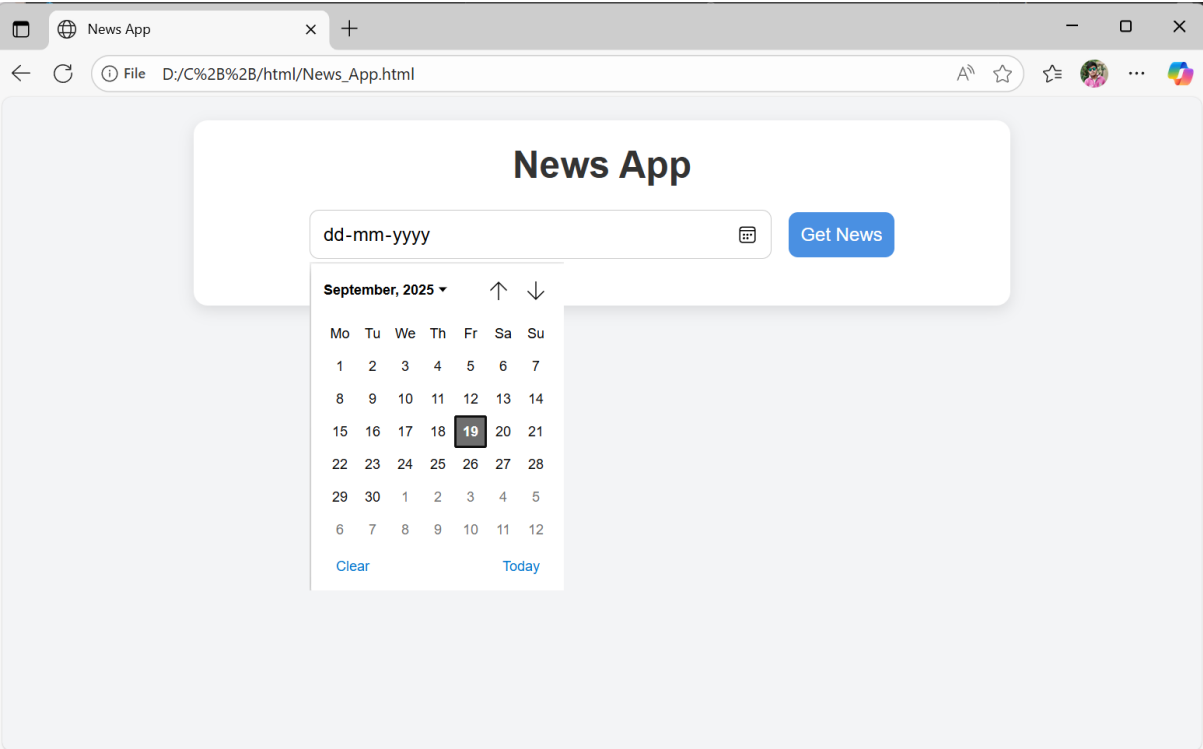 News App
File D:/C%2B%2B/html/News_App.html
News App
dd-mm-yyyy
Get News
September, 2025
Mo Tu We Th Fr Sa Su
1 2 3 4 5 6 7
8 9 10 11 12 13 14
15 16 17 18 19 20 21
22 23 24 25 26 27 28
29 30 1 2 3 4 5
6 7 8 9 10 11 12
Clear Today